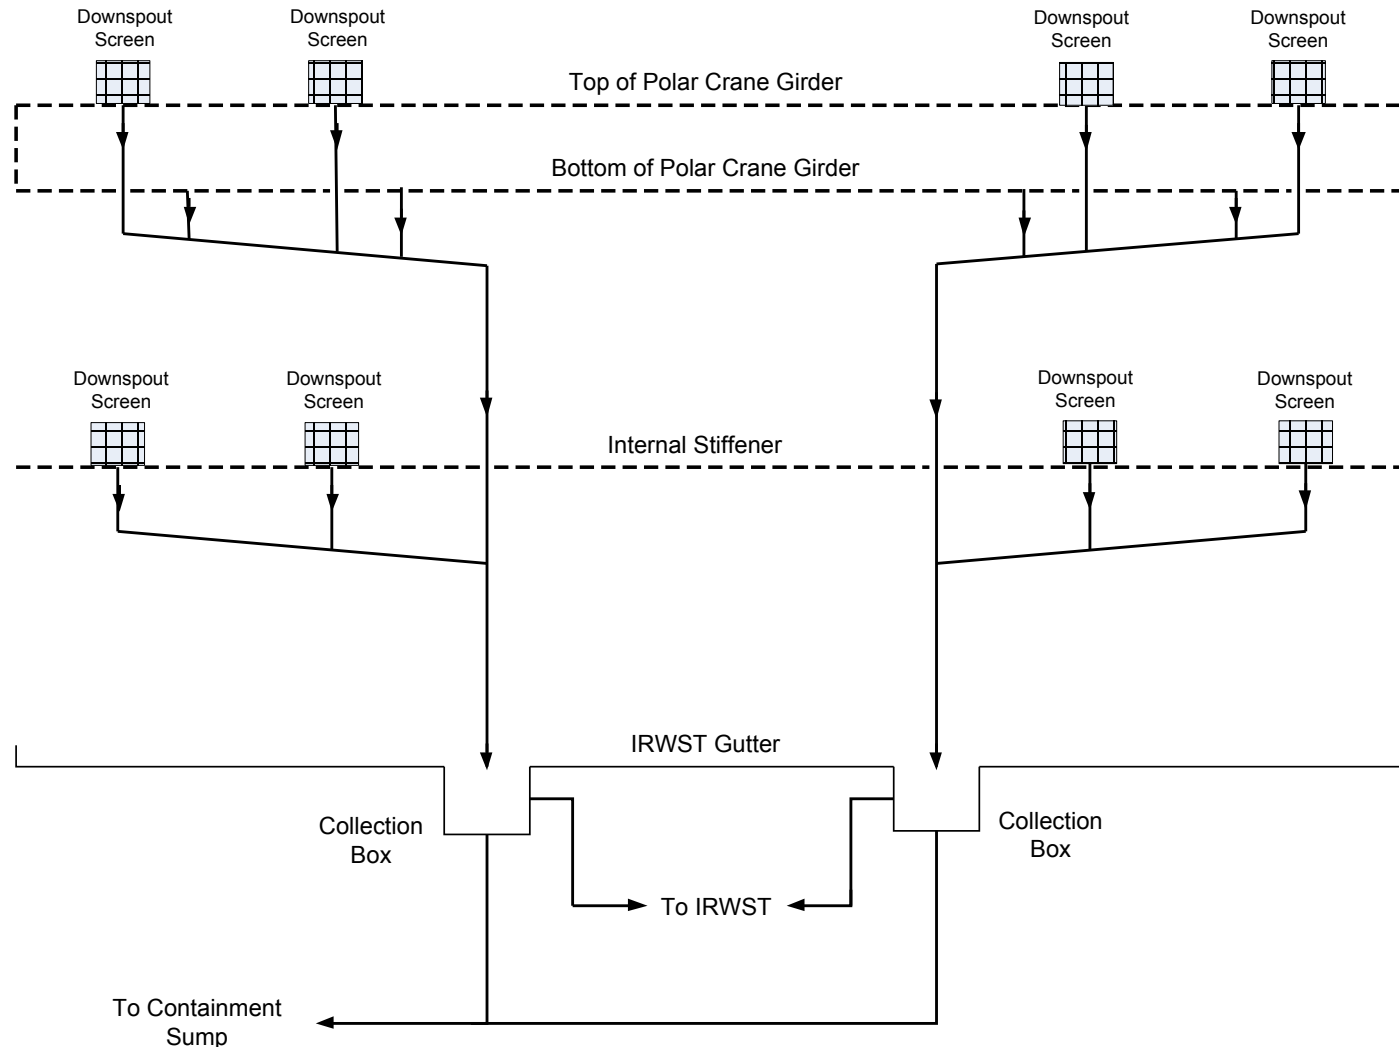 Downspout
Screen
Downspout
Screen
Downspout
Screen
Downspout
Screen
Top of Polar Crane Girder
Bottom of Polar Crane Girder
Downspout
Screen
Downspout
Screen
Downspout
Screen
Downspout
Screen
Internal Stiffener
IRWST Gutter
Collection
Box
Collection
Box
To IRWST
To Containment
Sump